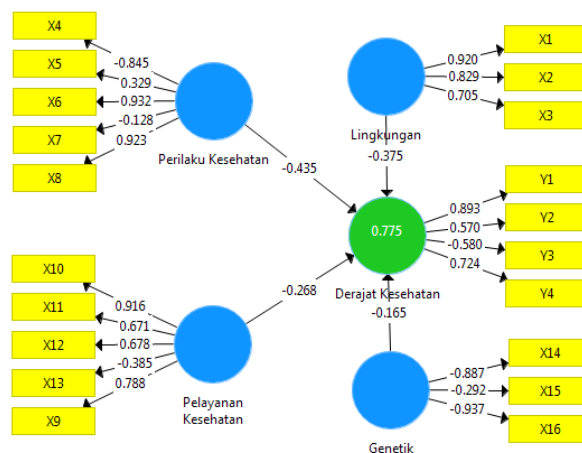 X4
X5
X6
X7
X8
-0.845
0.329
0.932
-0.128
0.923
Perilaku Kesehatan
-0.435
X1
X2
X3
0.920
0.829
0.705
Lingkungan
-0.375
0.775
Derajat Kesehatan
Y1
Y2
Y3
Y4
0.893
0.570
-0.580
0.724
X10
X11
X12
X13
X9
0.916
0.671
0.678
-0.385
0.788
Pelayanan
Kesehatan
-0.268
-0.165
X14
X15
X16
-0.887
-0.292
-0.937
Genetik